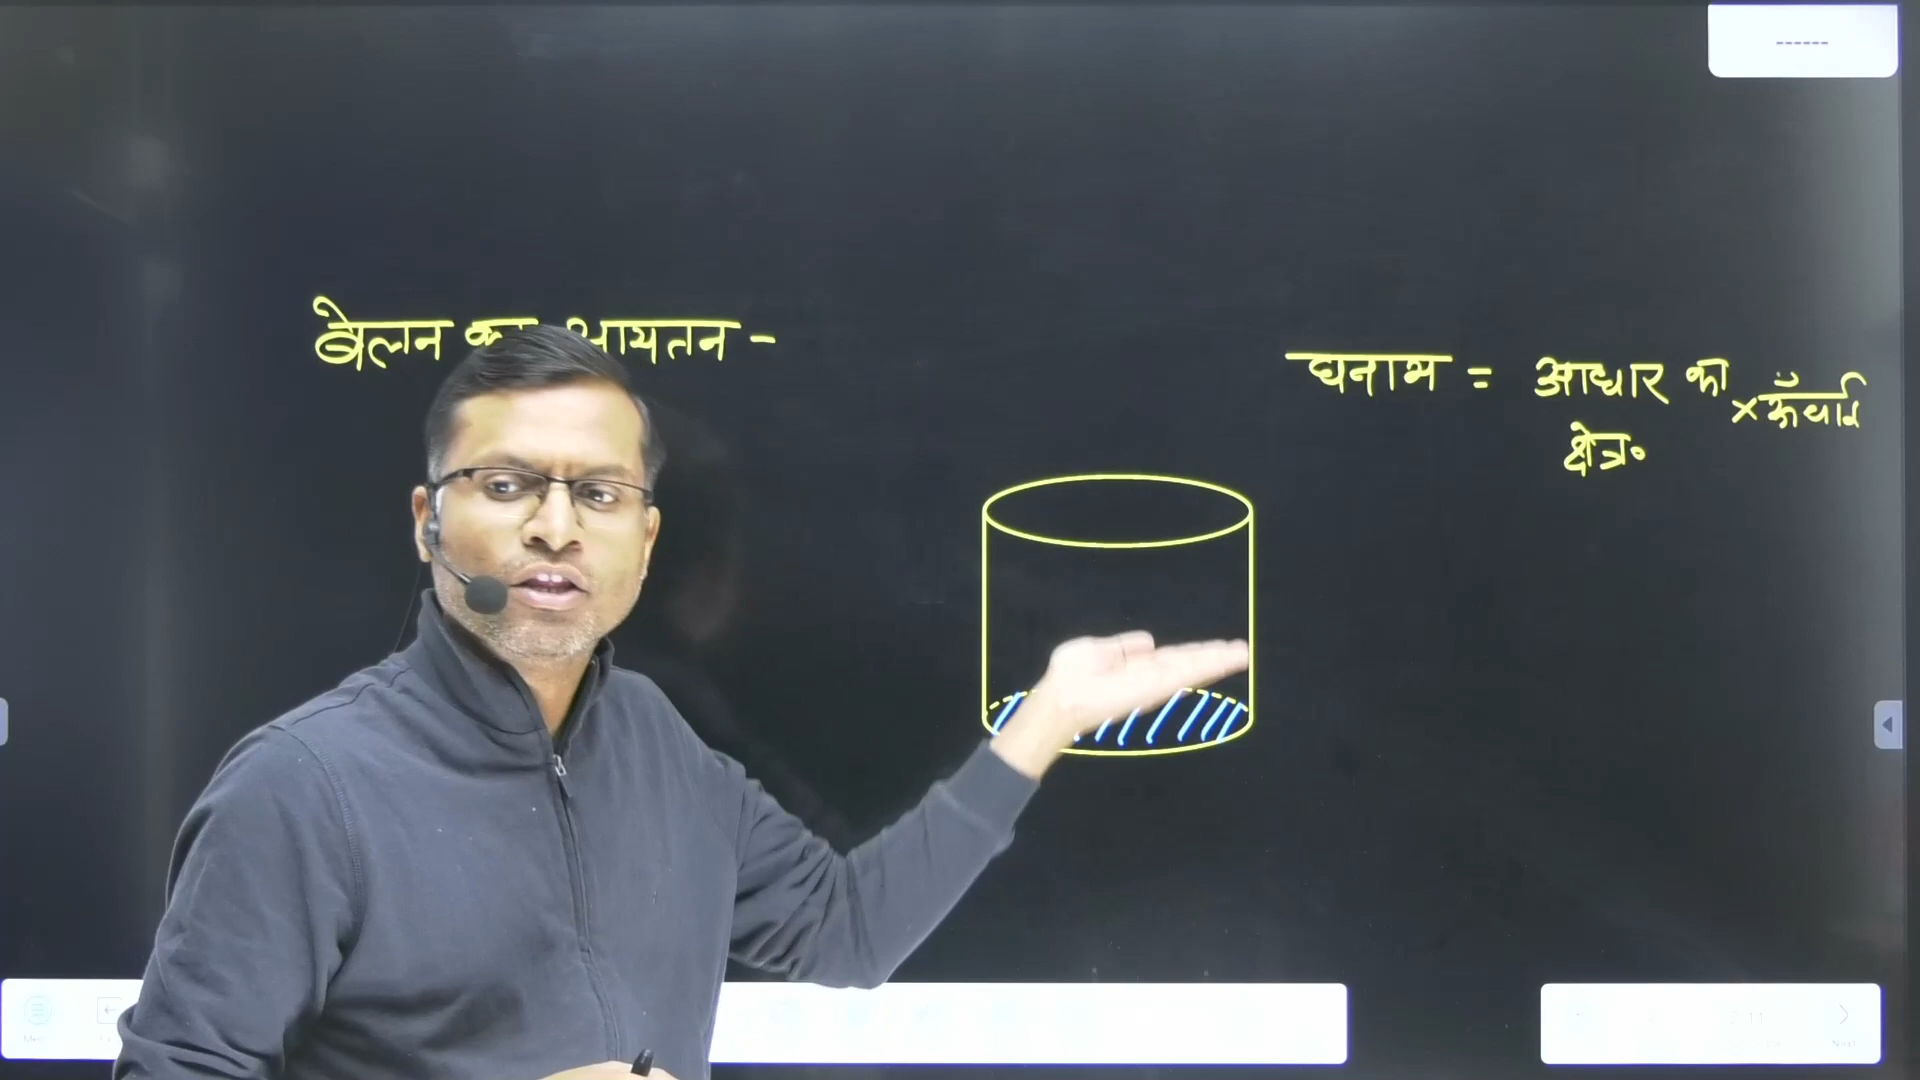 बेलन का आयतन -
घनाभ = आधार का × ऊँचाई
क्षेत्र०
------